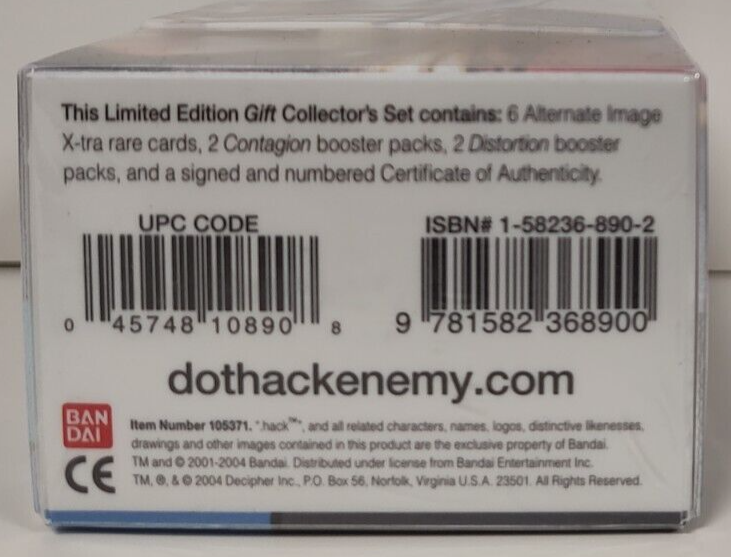 This Limited Edition Gift Collector's Set contains: 6 Alternate Image
X-tra rare cards, 2 Contagion booster packs, 2 Distortion booster
packs, and a signed and numbered Certificate of Authenticity.
UPC CODE
0 45748 10890 8
ISBN# 1-58236-890-2
9 781582 368900
dothackenemy.com
BAN
DAI
CE
Item Number 105371. ".hack™", and all related characters, names, logos, distinctive likenesses,
drawings and other images contained in this product are the exclusive property of Bandai.
TM and © 2001-2004 Bandai. Distributed under license from Bandai Entertainment Inc.
TM, ®, & © 2004 Decipher Inc., P.O. Box 56, Norfolk, Virginia U.S.A. 23501. All Rights Reserved.